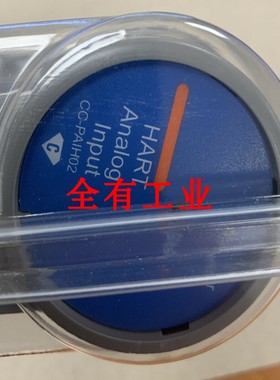 HART
Analog
Input
CC-PAIH02
C
全有工业